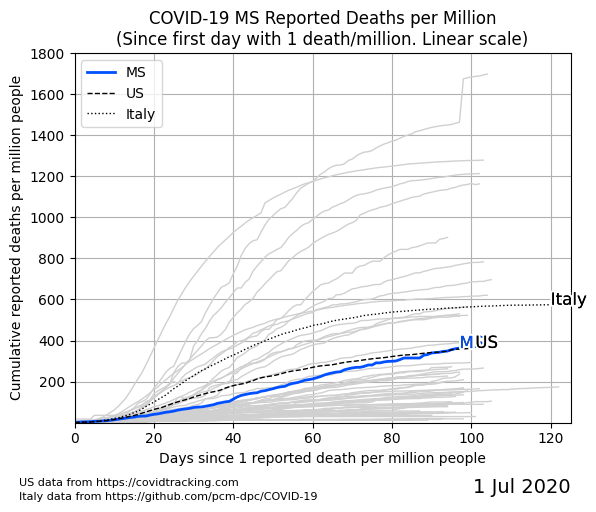 COVID-19 MS Reported Deaths per Million
(Since first day with 1 death/million. Linear scale)
Cumulative reported deaths per million people
1800
1600
1400
1200
1000
800
600
400
200
MS
US
Italy
Italy
MS
US
0
20
40
60
80
100
120
Days since 1 reported death per million people
US data from https://covidtracking.com
Italy data from https://github.com/pcm-dpc/COVID-19
1 Jul 2020